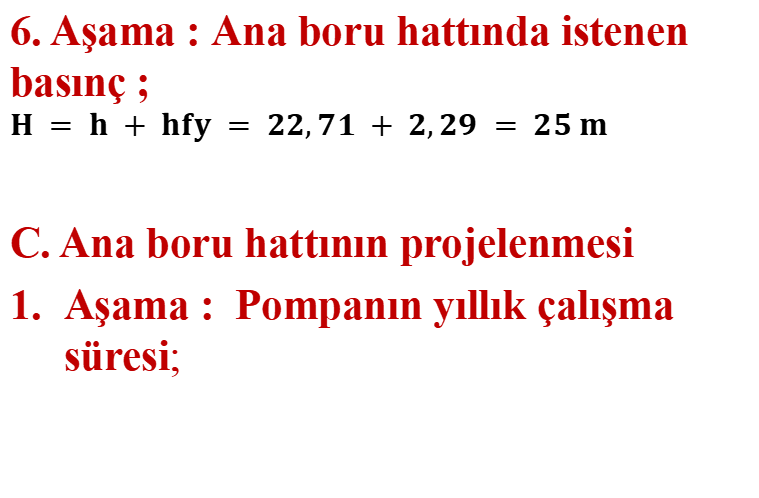 6. Aşama : Ana boru hattında istenen
basınç ;
H = h + hfy = 22,71 + 2,29 = 25 m
C. Ana boru hattının projelenmesi
1. Aşama : Pompanın yıllık çalışma
süresi;